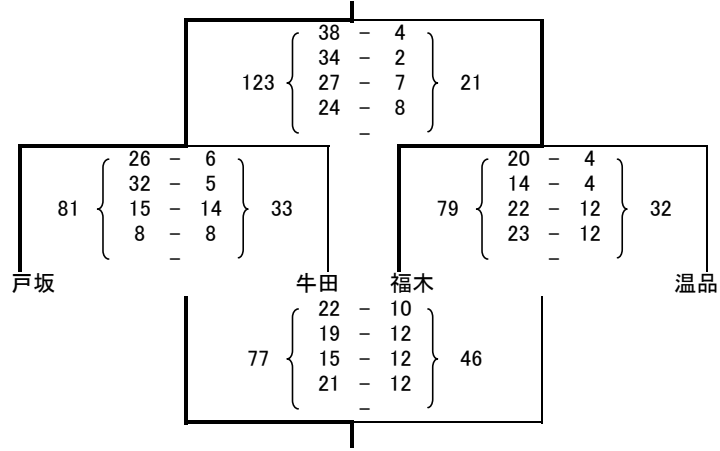 38 － 4
34 － 2
123 27 － 7 21
24 － 8
－
26 － 6
32 － 5
81 15 － 14 33
8 － 8
－
20 － 4
14 － 4
79 22 － 12 32
23 － 12
－
戸坂 牛田 福木 温品
22 － 10
19 － 12
77 15 － 12 46
21 － 12
－